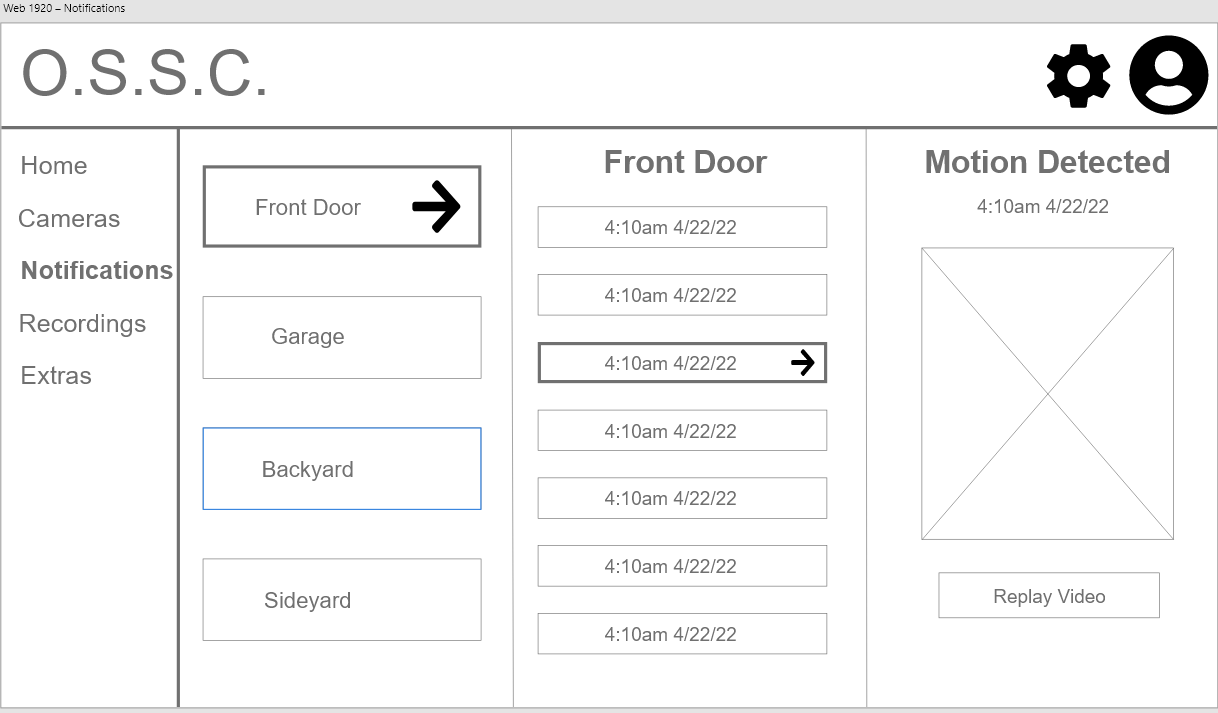 Web 1920 – Notifications
O.S.S.C.
Home
Cameras
Notifications
Recordings
Extras
Front Door
Garage
Backyard
Sideyard
Front Door
4:10am 4/22/22
4:10am 4/22/22
4:10am 4/22/22
4:10am 4/22/22
4:10am 4/22/22
4:10am 4/22/22
4:10am 4/22/22
Motion Detected
4:10am 4/22/22
Replay Video